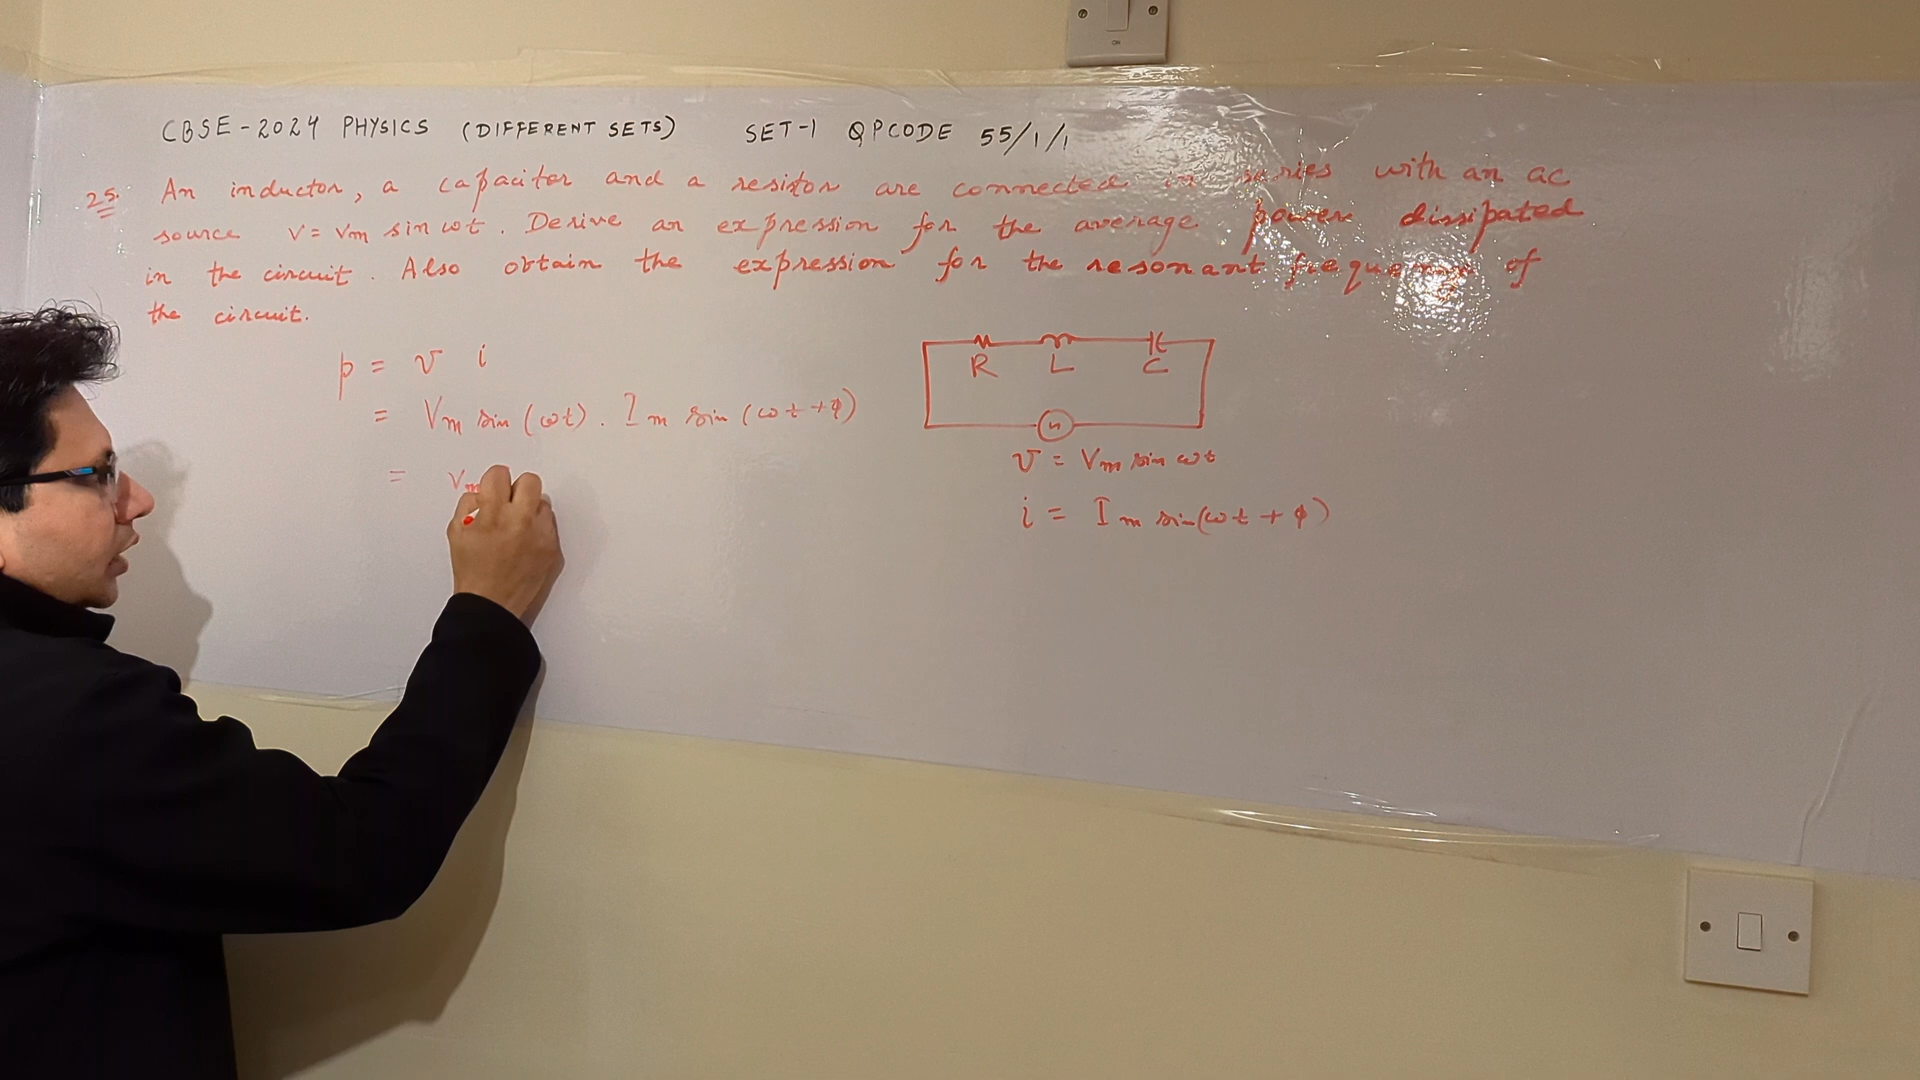 ON
CBSE-2024 PHYSICS (DIFFERENT SETS) SET-1 QPCODE 55/1/1
25. An inductor, a capacitor and a resistor are connected in series with an ac
source v = vm sin ωt. Derive an expression for the average power dissipated
in the circuit. Also obtain the expression for the resonant frequency of
the circuit.
p = v i
= Vm sin (ωt) . Im sin (ωt + φ)
= Vm
R L C
v = Vm sin ωt
i = Im sin(ωt + φ)